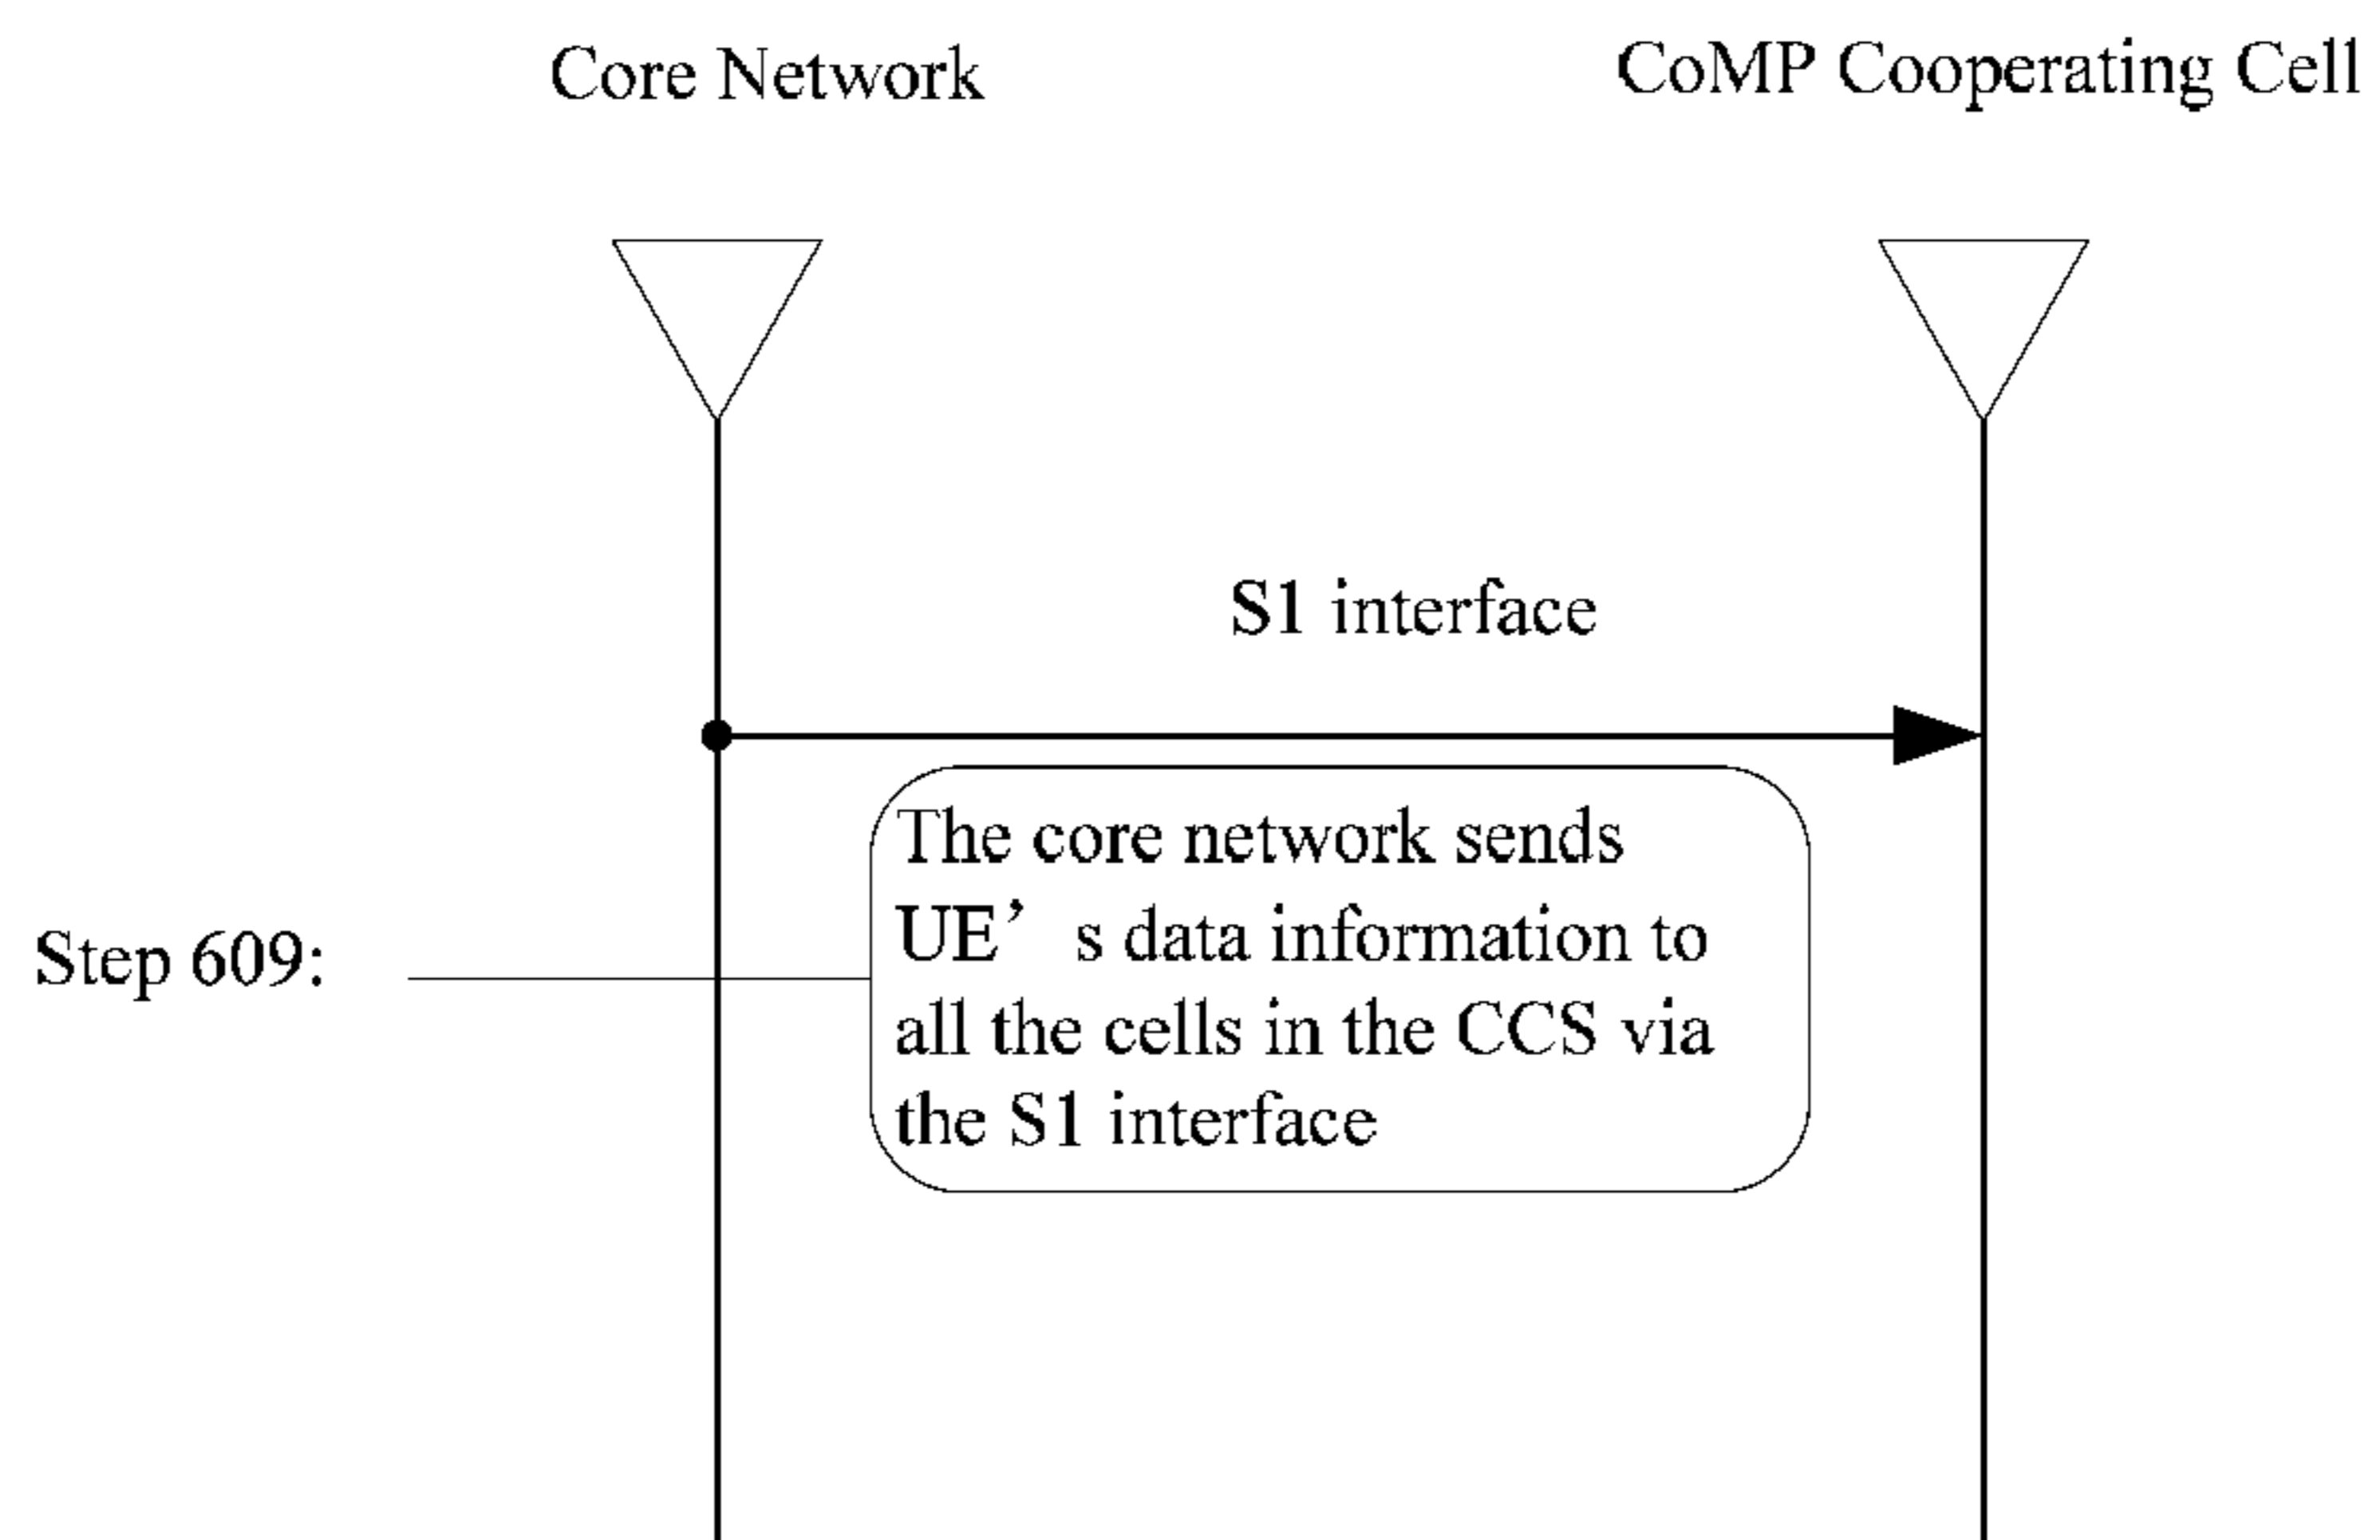 Core Network
CoMP Cooperating Cell
S1 interface
The core network sends
UE’ s data information to
all the cells in the CCS via
the S1 interface
Step 609: